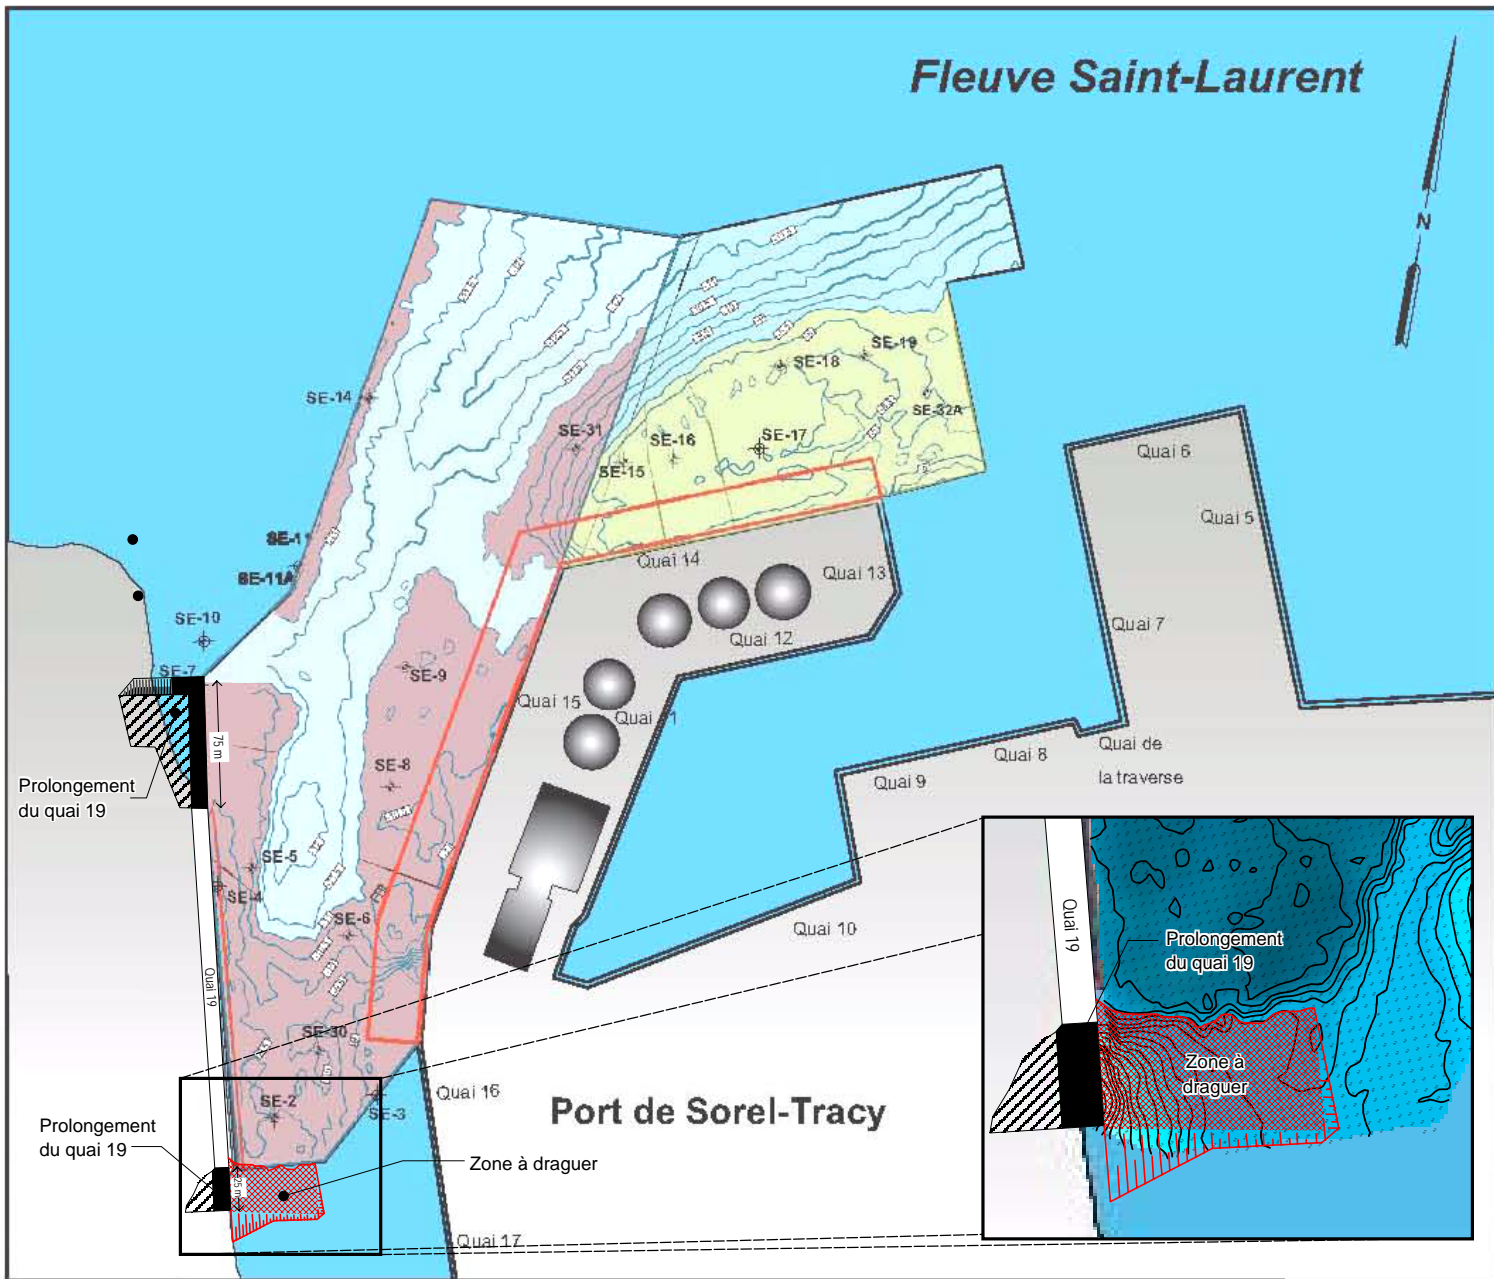 Fleuve Saint-Laurent
N
SE-14
SE-31
SE-15
SE-16
SE-17
SE-18
SE-19
SE-32A
Quai 6
Quai 5
SE-11
SE-11A
Quai 14
Quai 13
SE-10
Quai 12
Quai 7
SE-7
SE-9
Quai 15
75 m
Quai de
la traverse
Quai 8
Quai 9
SE-8
Prolongement
du quai 19
SE-5
SE-4
SE-6
Quai 10
Quai 19
SE-30
Quai 19
Prolongement
du quai 19
Zone à
draguer
SE-2
SE-3
Quai 16
Port de Sorel-Tracy
Prolongement
du quai 19
25 m
Zone à draguer
Quai 17